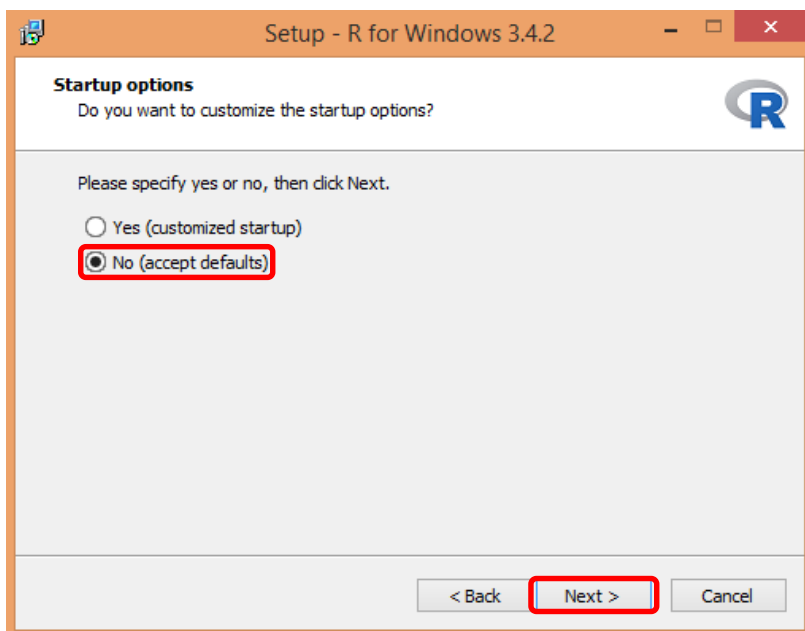 Setup - R for Windows 3.4.2
Startup options
Do you want to customize the startup options?
R
Please specify yes or no, then click Next.
Yes (customized startup)
No (accept defaults)
< Back Next > Cancel